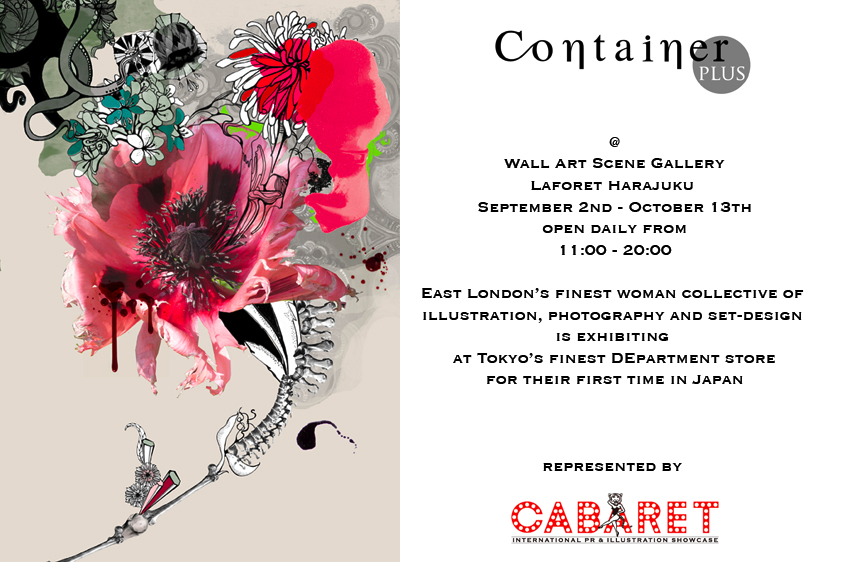 Container
PLUS
@
Wall Art Scene Gallery
Laforet Harajuku
September 2nd - October 13th
open daily from
11:00 - 20:00
East London's finest woman collective of
illustration, photography and set-design
is exhibiting
at Tokyo's finest DEpartment store
for their first time in Japan
represented by
CABARET
INTERNATIONAL PR & ILLUSTRATION SHOWCASE